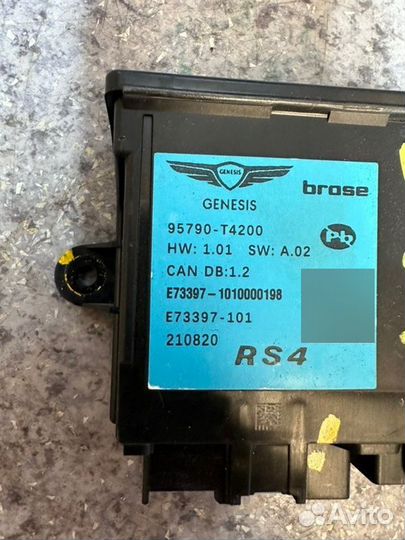 GENESIS
brose
GENESIS
95790-T4200
HW: 1.01 SW: A.02
Pb
CAN DB:1.2
E73397-1010000198
E73397-101
210820
RS4
Avito